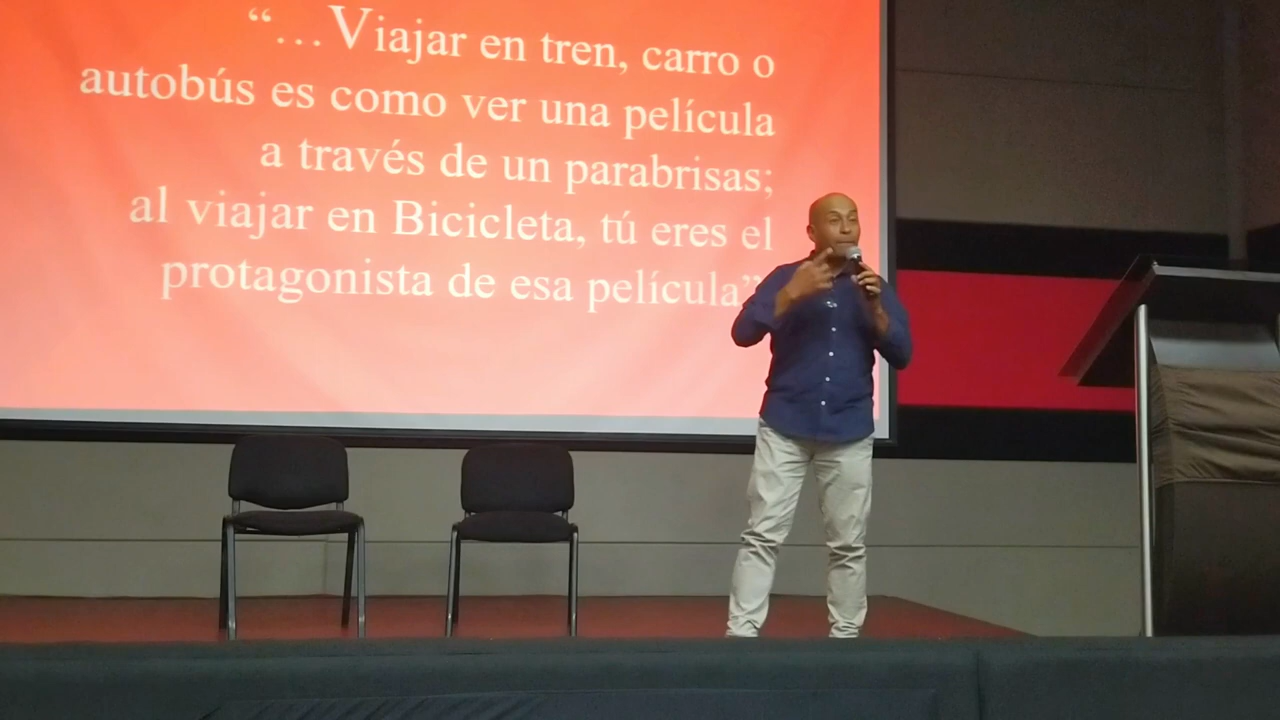 “…Viajar en tren, carro o
autobús es como ver una película
a través de un parabrisas;
al viajar en Bicicleta, tú eres el
protagonista de esa película”